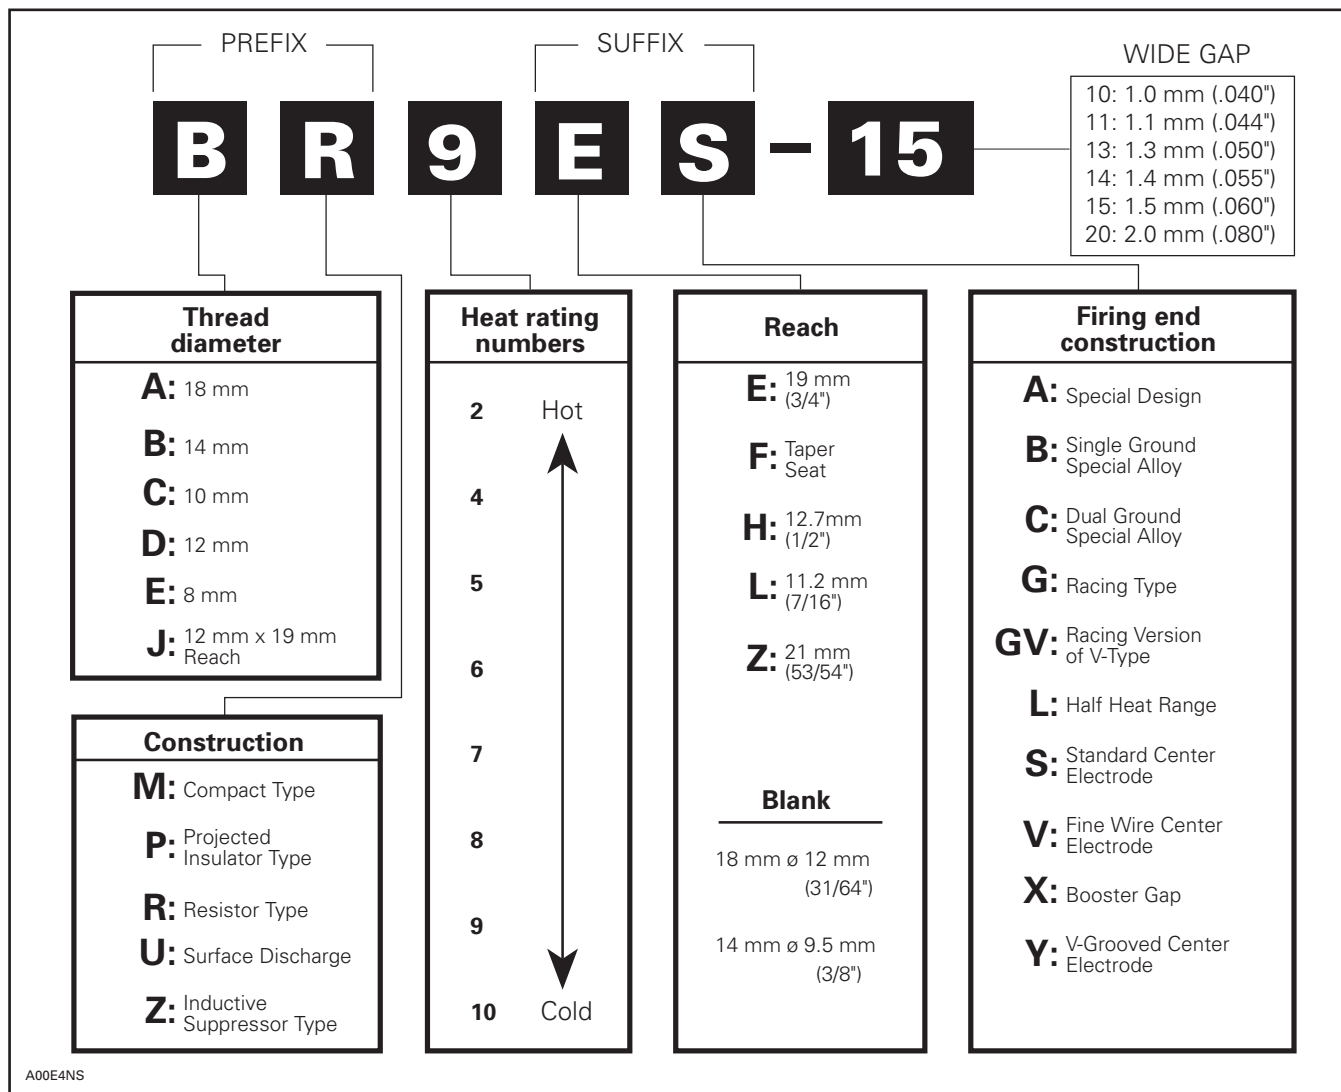 PREFIX
SUFFIX
WIDE GAP
B R 9 E S - 15
10: 1.0 mm (.040")
11: 1.1 mm (.044")
13: 1.3 mm (.050")
14: 1.4 mm (.055")
15: 1.5 mm (.060")
20: 2.0 mm (.080")
Thread
diameter
A: 18 mm
B: 14 mm
C: 10 mm
D: 12 mm
E: 8 mm
J: 12 mm x 19 mm
Reach
Construction
M: Compact Type
P: Projected
Insulator Type
R: Resistor Type
U: Surface Discharge
Z: Inductive
Suppressor Type
Heat rating
numbers
2 Hot
4
5
6
7
8
9
10 Cold
Reach
E: 19 mm
(3/4")
F: Taper
Seat
H: 12.7mm
(1/2")
L: 11.2 mm
(7/16")
Z: 21 mm
(53/54")
Blank
18 mm ø 12 mm
(31/64")
14 mm ø 9.5 mm
(3/8")
Firing end
construction
A: Special Design
B: Single Ground
Special Alloy
C: Dual Ground
Special Alloy
G: Racing Type
GV: Racing Version
of V-Type
L: Half Heat Range
S: Standard Center
Electrode
V: Fine Wire Center
Electrode
X: Booster Gap
Y: V-Grooved Center
Electrode
A00E4NS